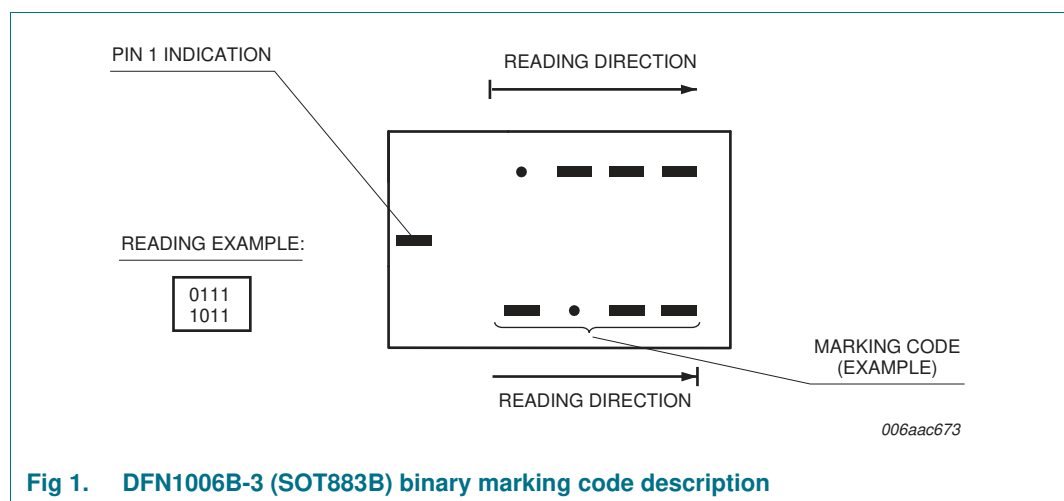 PIN 1 INDICATION
READING DIRECTION
READING EXAMPLE:
0111
1011
MARKING CODE
(EXAMPLE)
READING DIRECTION
006aac673
Fig 1. DFN1006B-3 (SOT883B) binary marking code description